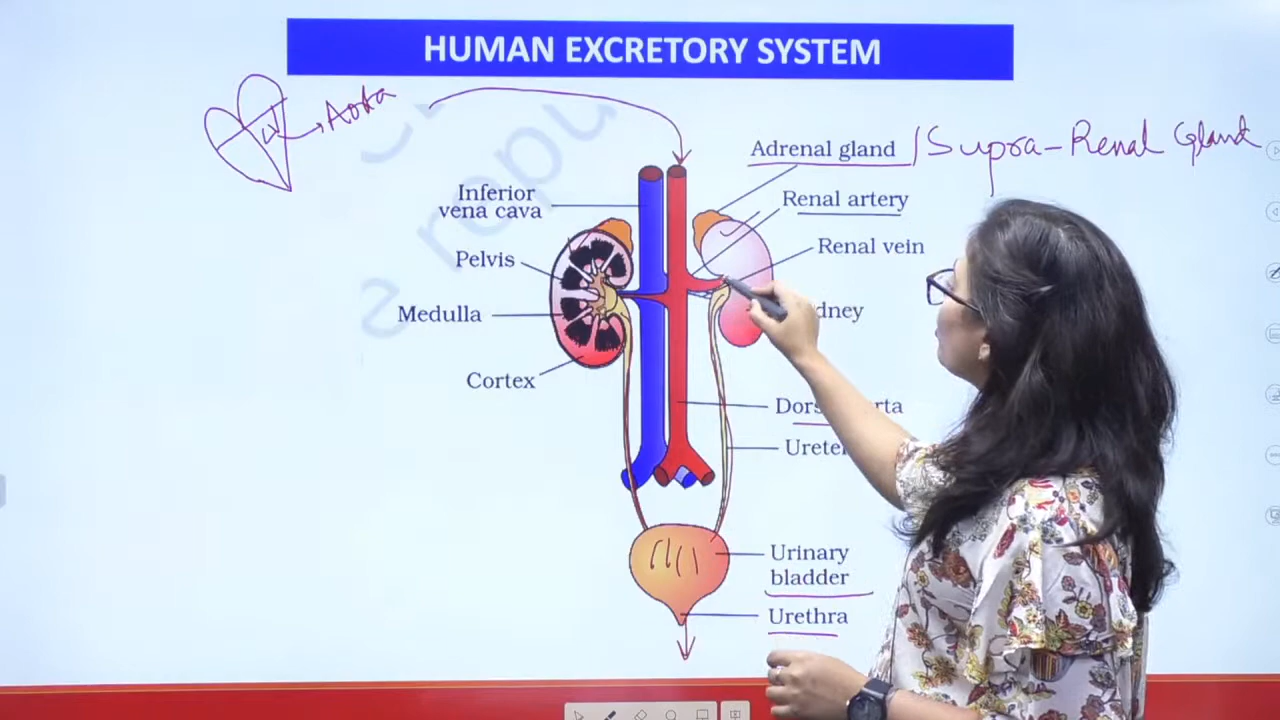 HUMAN EXCRETORY SYSTEM
Aorta
Adrenal gland / Supra-Renal Gland
Inferior
vena cava
Renal artery
Renal vein
Pelvis
Medulla
Cortex
Urinary
bladder
Urethra